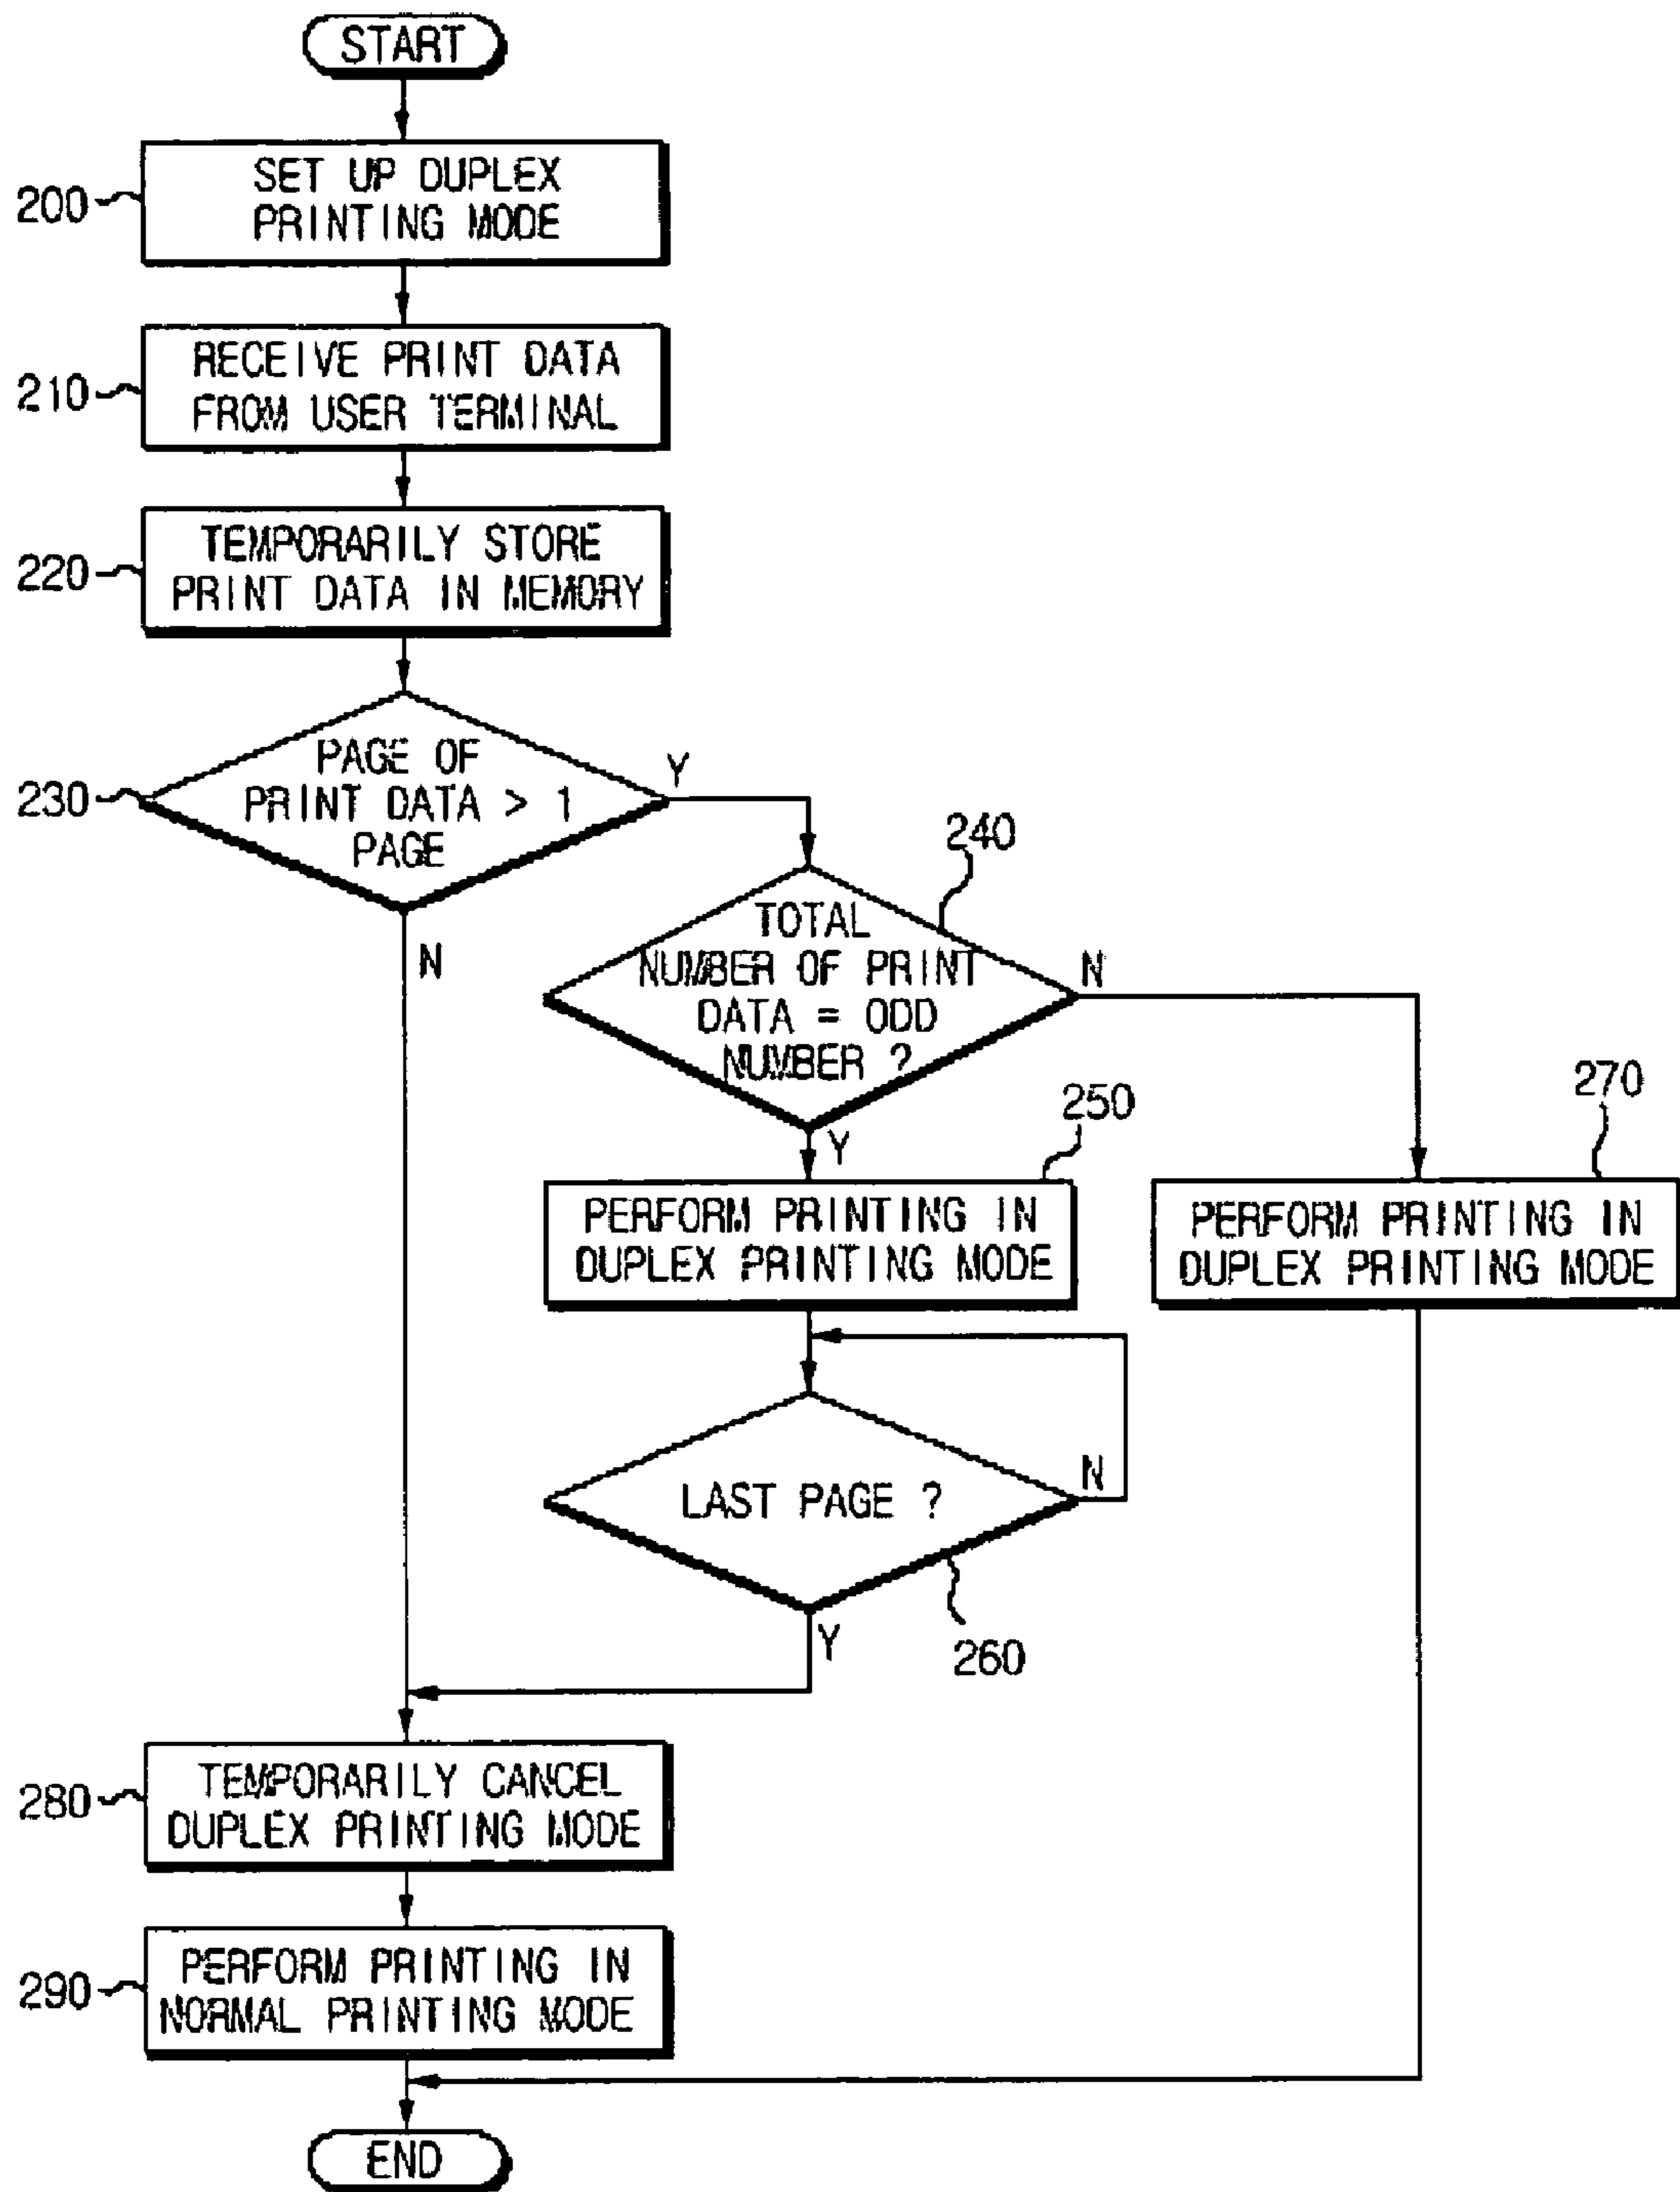 START
200
SET UP DUPLEX
PRINTING MODE
210
RECEIVE PRINT DATA
FROM USER TERMINAL
220
TEMPORARILY STORE
PRINT DATA IN MEMORY
230
PAGE OF
PRINT DATA > 1
PAGE
Y
N
240
TOTAL
NUMBER OF PRINT
DATA = ODD
NUMBER ?
N
Y
250
PERFORM PRINTING IN
DUPLEX PRINTING MODE
270
PERFORM PRINTING IN
DUPLEX PRINTING MODE
LAST PAGE ?
N
Y
260
280
TEMPORARILY CANCEL
DUPLEX PRINTING MODE
290
PERFORM PRINTING IN
NORMAL PRINTING MODE
END